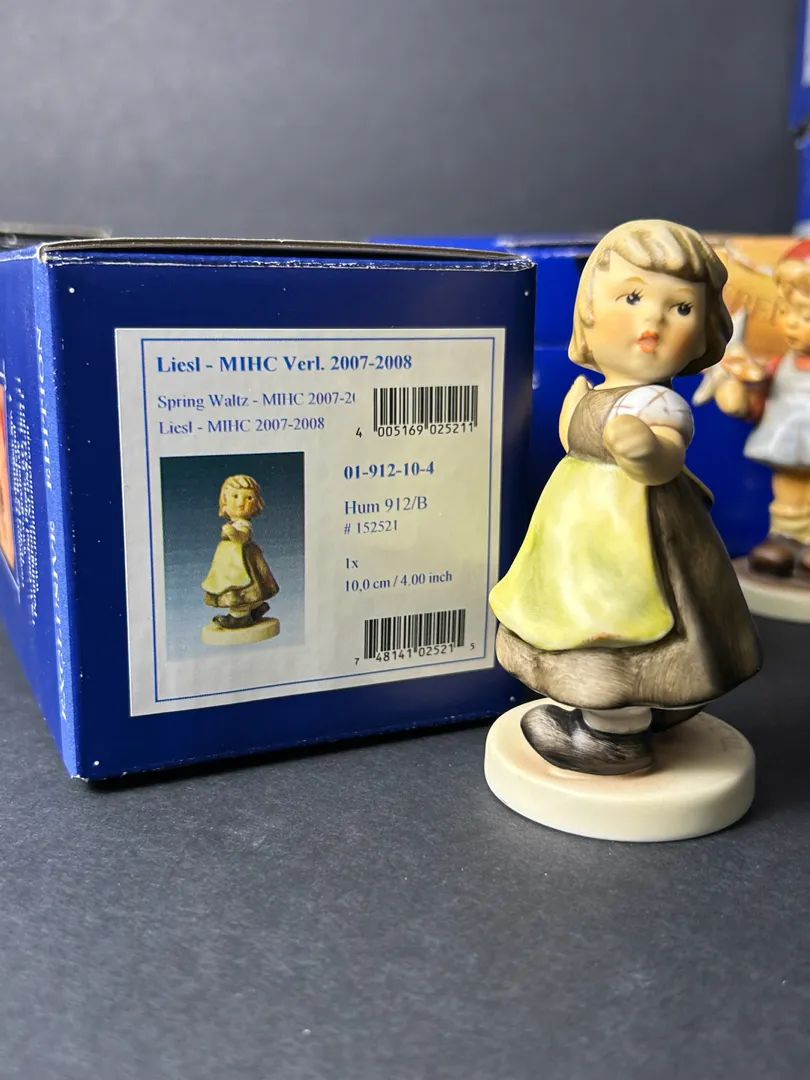 Liesl - MIHC Verl. 2007-2008
Spring Waltz - MIHC 2007-2
Liesl - MIHC 2007-2008
4 005169 025211
01-912-10-4
Hum 912/B
# 152521
1x
10,0 cm / 4.00 inch
7 48141 02521 5